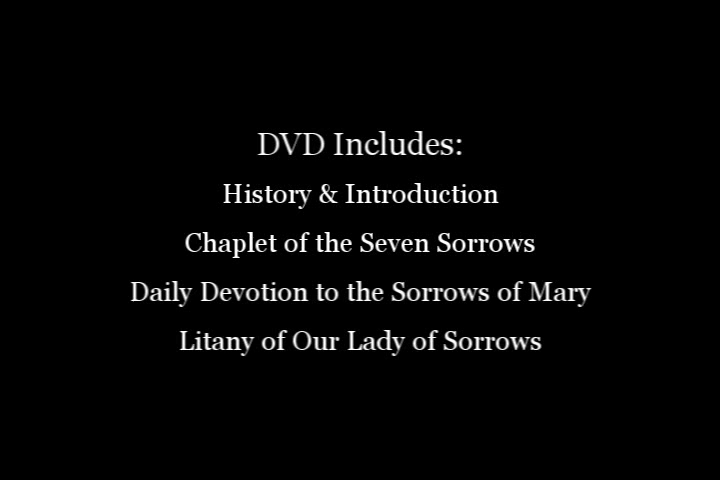 DVD Includes:
History & Introduction
Chaplet of the Seven Sorrows
Daily Devotion to the Sorrows of Mary
Litany of Our Lady of Sorrows